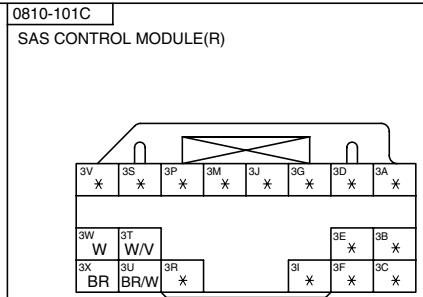 0810-101C
SAS CONTROL MODULE(R)
3V 3S 3P 3M 3J 3G 3D 3A
* * * * * * * *
3W 3T 3E 3B
W W/V * *
3X 3U 3R 3I 3F 3C
BR BR/W * * * *